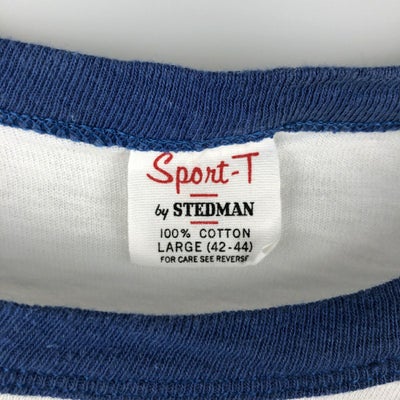 Sport-T
by STEDMAN
100% COTTON
LARGE (42-44)
FOR CARE SEE REVERSE